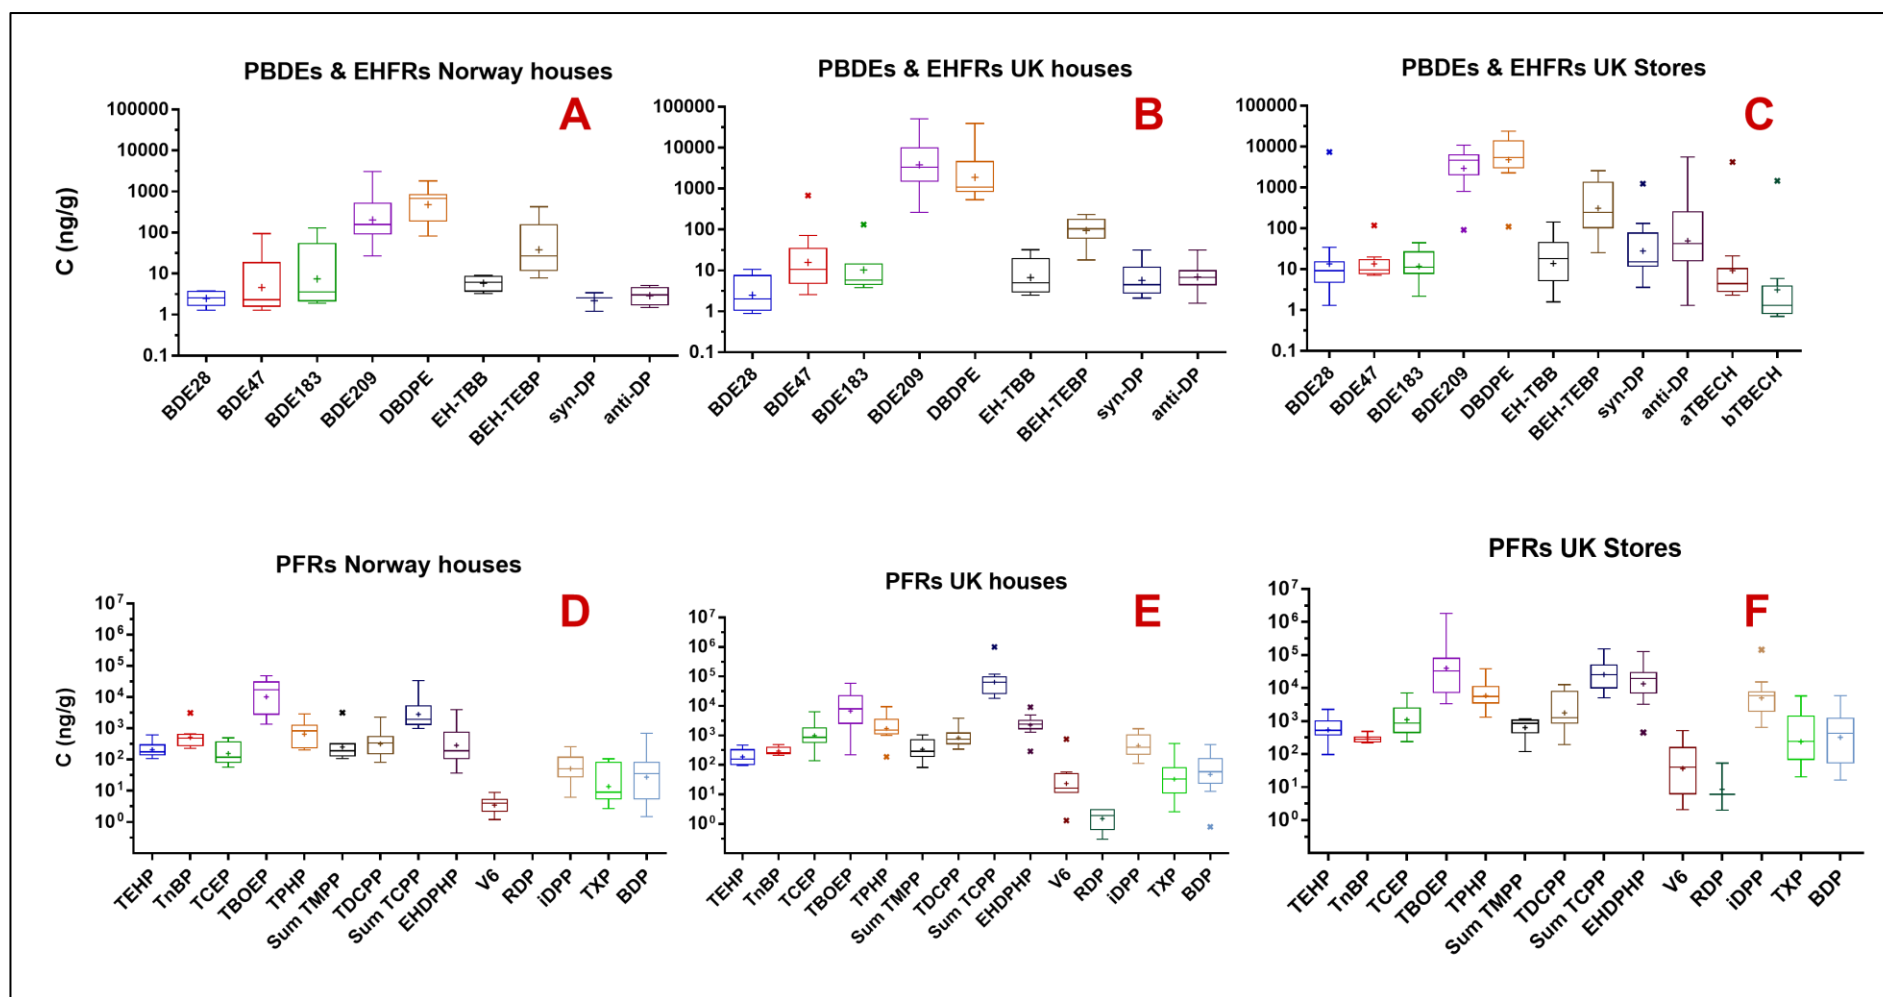 PBDEs & EHFRs Norway houses
A
C (ng/g)
100000
10000
1000
100
10
1
0.1
BDE28
BDE47
BDE183
BDE209
DBDPE
EH-TBB
BEH-TEBP
syn-DP
anti-DP
PBDEs & EHFRs UK houses
B
100000
10000
1000
100
10
1
0.1
BDE28
BDE47
BDE183
BDE209
DBDPE
EH-TBB
BEH-TEBP
syn-DP
anti-DP
PBDEs & EHFRs UK Stores
C
100000
10000
1000
100
10
1
0.1
BDE28
BDE47
BDE183
BDE209
DBDPE
EH-TBB
BEH-TEBP
syn-DP
anti-DP
aTBECH
bTBECH
PFRs Norway houses
D
C (ng/g)
10⁷
10⁶
10⁵
10⁴
10³
10²
10¹
10⁰
TEHP
TnBP
TCEP
TBOEP
TPHP
Sum TMPP
TDCPP
Sum TCPP
EHDPHP
V6
RDP
iDPP
TXP
BDP
PFRs UK houses
E
10⁷
10⁶
10⁵
10⁴
10³
10²
10¹
10⁰
TEHP
TnBP
TCEP
TBOEP
TPHP
Sum TMPP
TDCPP
Sum TCPP
EHDPHP
V6
RDP
iDPP
TXP
BDP
PFRs UK Stores
F
10⁷
10⁶
10⁵
10⁴
10³
10²
10¹
10⁰
TEHP
TnBP
TCEP
TBOEP
TPHP
Sum TMPP
TDCPP
Sum TCPP
EHDPHP
V6
RDP
iDPP
TXP
BDP